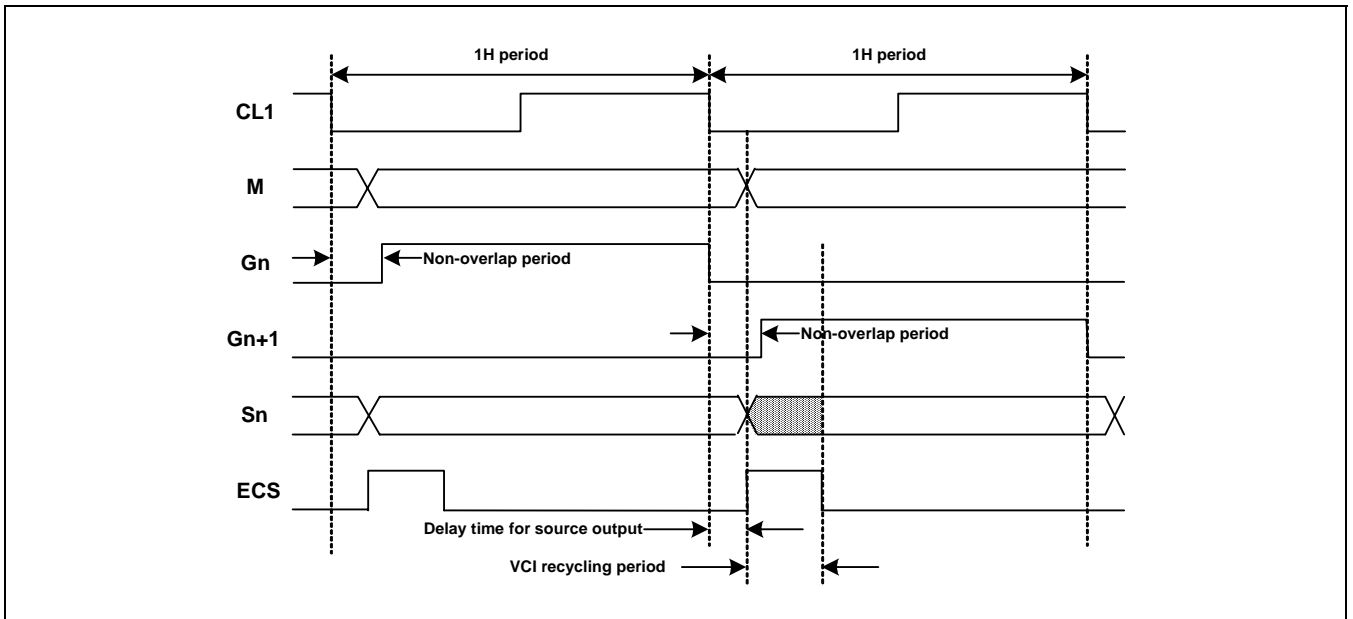 1H period
1H period
CL1
M
Gn
Non-overlap period
Gn+1
Non-overlap period
Sn
ECS
Delay time for source output
VCI recycling period